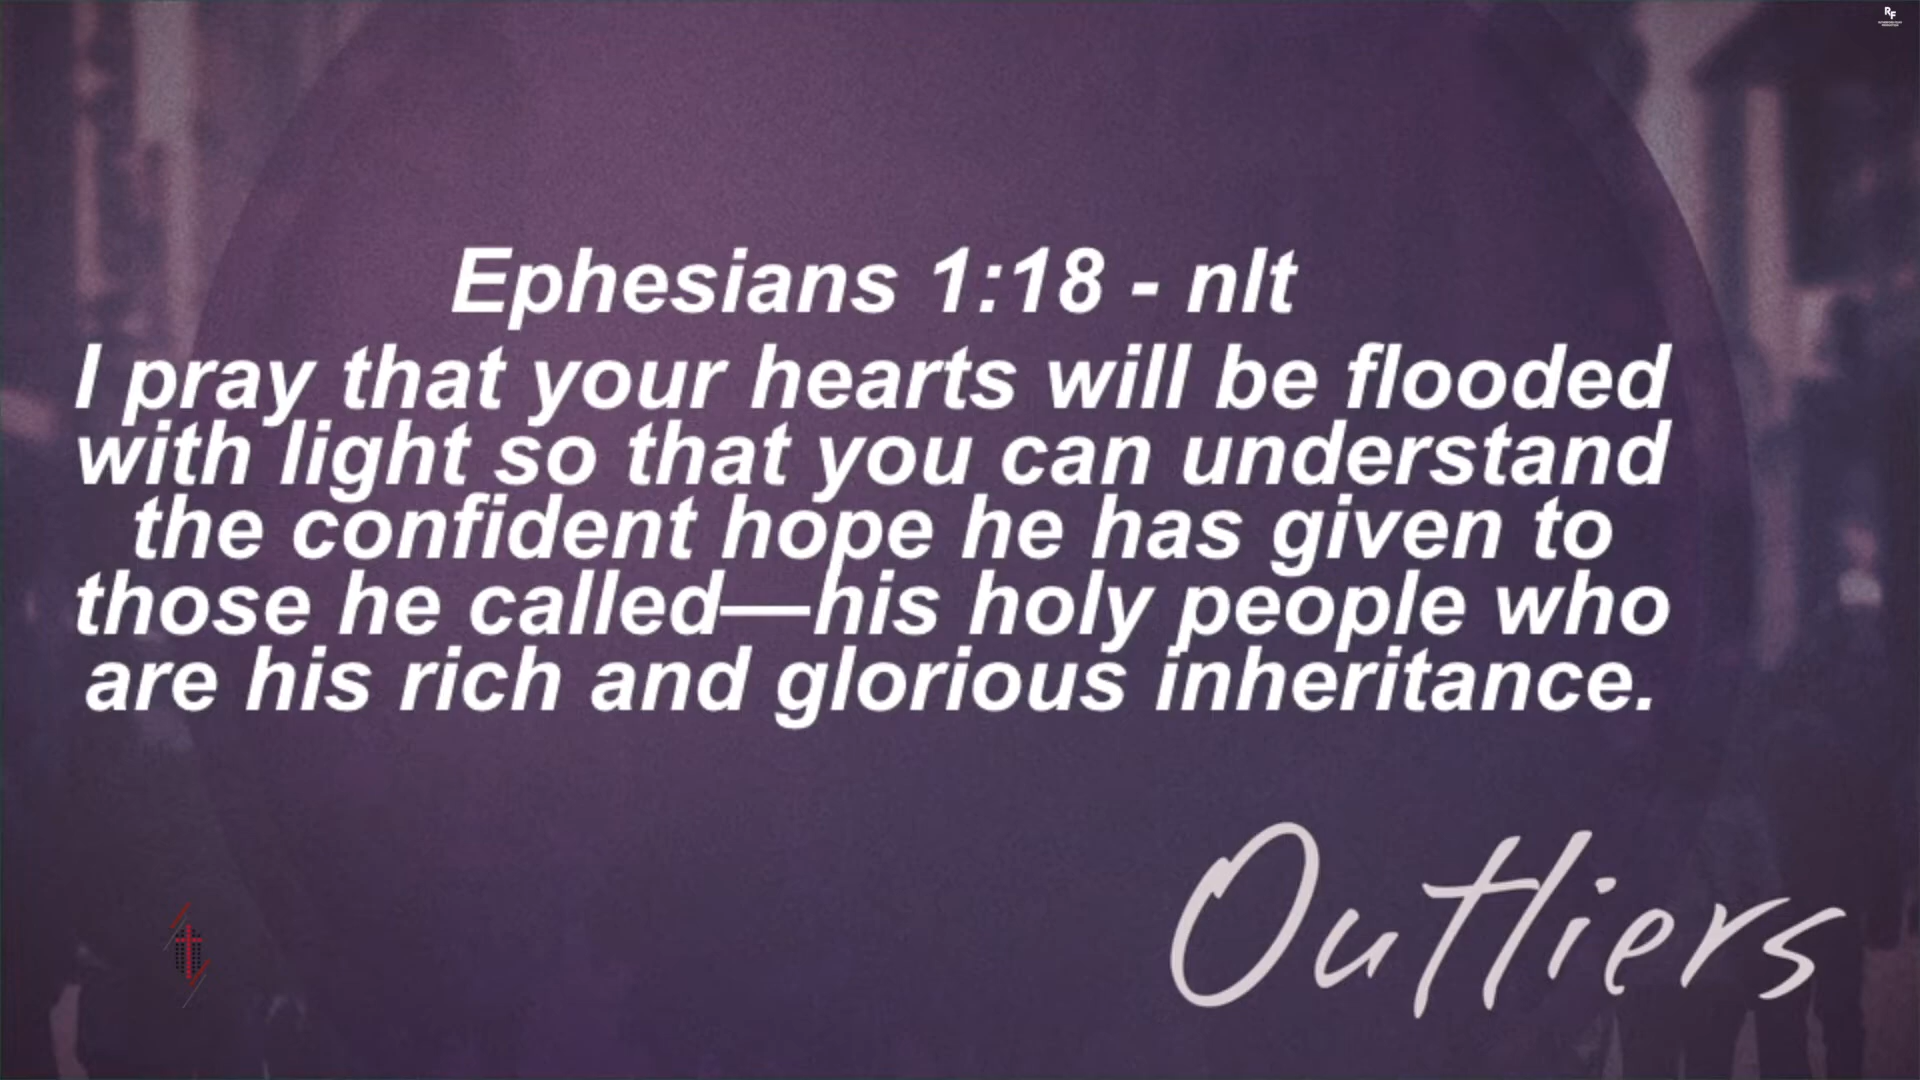 RF
Ephesians 1:18 - nlt
I pray that your hearts will be flooded
with light so that you can understand
the confident hope he has given to
those he called—his holy people who
are his rich and glorious inheritance.
Outliers